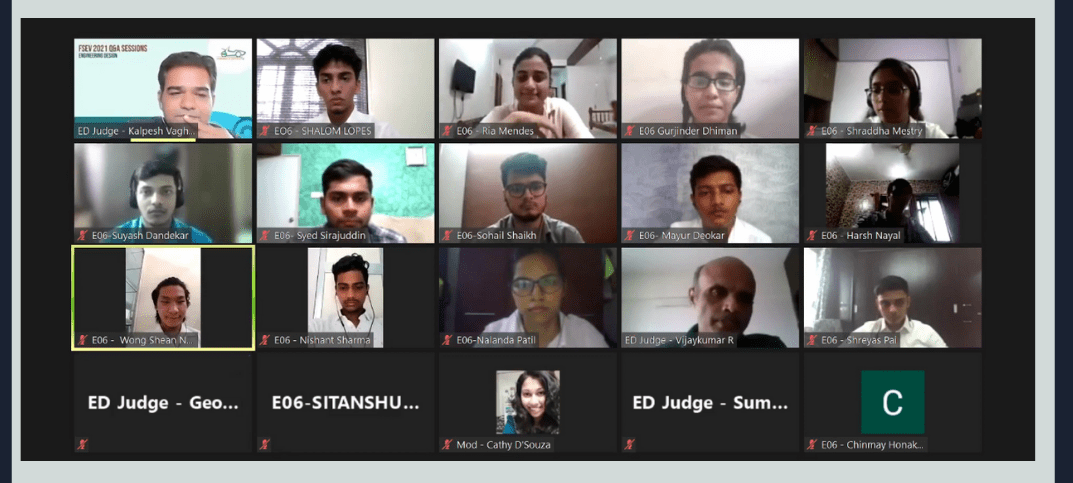 FSEV 2021 Q&A SESSIONS
ENGINEERING DESIGN
ED Judge - Kalpesh Vagh...
EO6 - SHALOM LOPES
E06 - Ria Mendes
E06 Gurjinder Dhiman
E06 - Shraddha Mestry
E06-Suyash Dandekar
E06- Syed Sirajuddin
E06-Sohail Shaikh
E06- Mayur Deokar
E06 - Harsh Nayal
E06 - Wong Shean N...
E06 - Nishant Sharma
E06-Nalanda Patil
ED Judge - Vijaykumar R
E06 - Shreyas Pai
ED Judge - Geo...
E06-SITANSHU...
Mod - Cathy D'Souza
ED Judge - Sum...
C
E06 - Chinmay Honak...